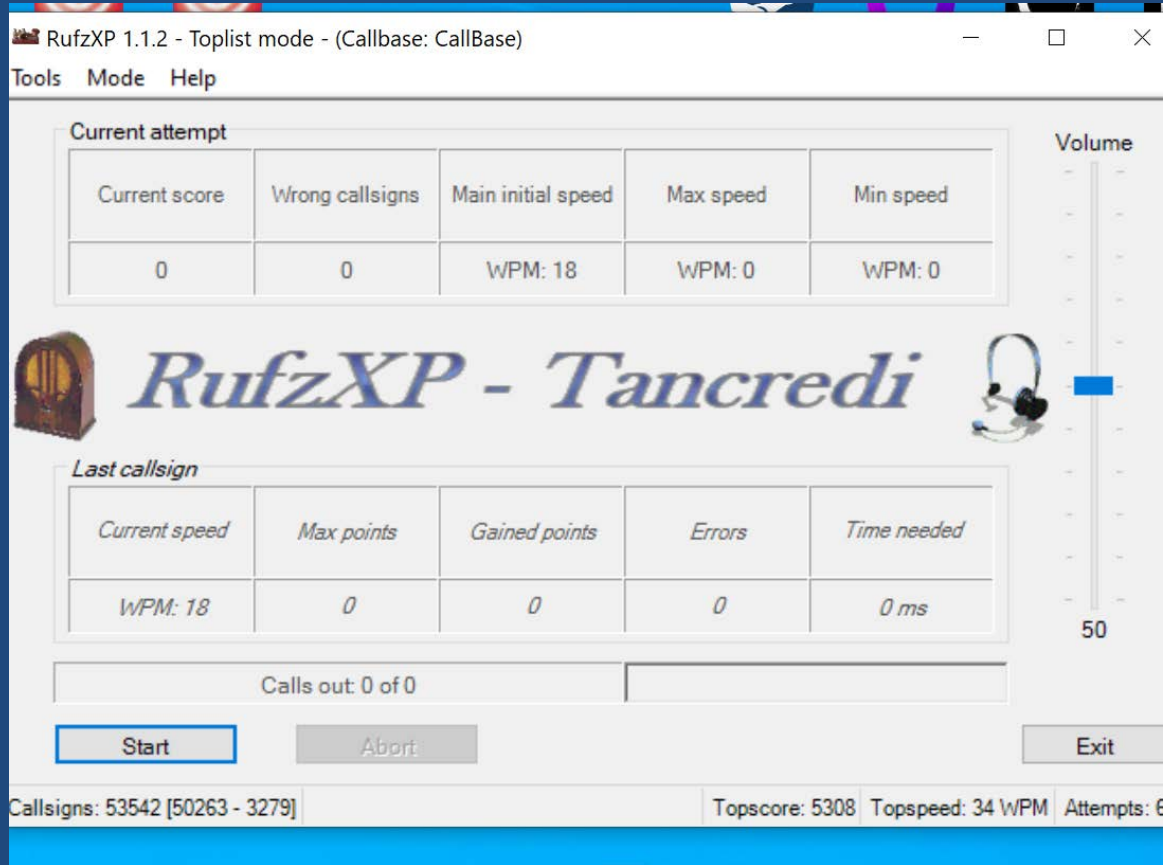 RufzXP 1.1.2 - Toplist mode - (Callbase: CallBase)
Tools Mode Help
Current attempt
Volume
Current score Wrong callsigns Main initial speed Max speed Min speed
0 0 WPM: 18 WPM: 0 WPM: 0
RufzXP - Tancredi
Last callsign
Current speed Max points Gained points Errors Time needed
WPM: 18 0 0 0 0 ms
50
Calls out: 0 of 0
Start Abort Exit
Callsigns: 53542 [50263 - 3279] Topscore: 5308 Topspeed: 34 WPM Attempts: 6